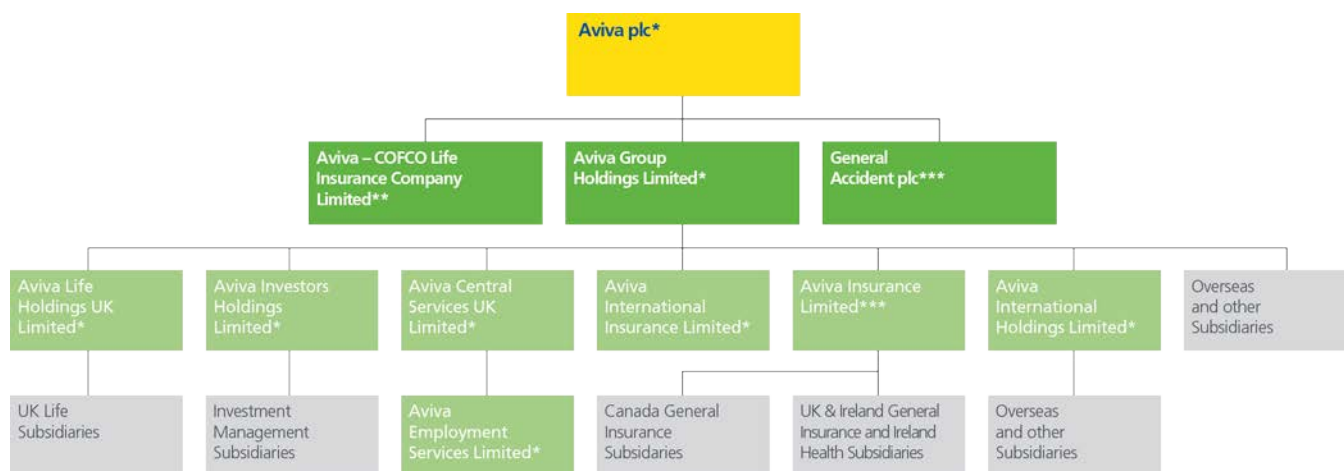 Aviva plc*
Aviva – COFCO Life
Insurance Company
Limited**
Aviva Group
Holdings Limited*
General
Accident plc***
Aviva Life
Holdings UK
Limited*
Aviva Investors
Holdings
Limited*
Aviva Central
Services UK
Limited*
Aviva
International
Insurance Limited*
Aviva Insurance
Limited***
Aviva
International
Holdings Limited*
Overseas
and other
Subsidiaries
UK Life
Subsidiaries
Investment
Management
Subsidiaries
Aviva
Employment
Services Limited*
Canada General
Insurance
Subsidaries
UK & Ireland General
Insurance and Ireland
Health Subsidiaries
Overseas
and other
Subsidiaries